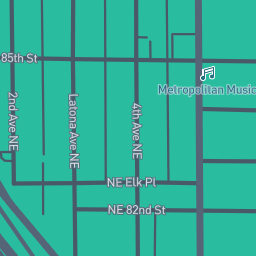 85th St
Metropolitan Music
2nd Ave NE
Latona Ave NE
4th Ave NE
NE Elk Pl
NE 82nd St